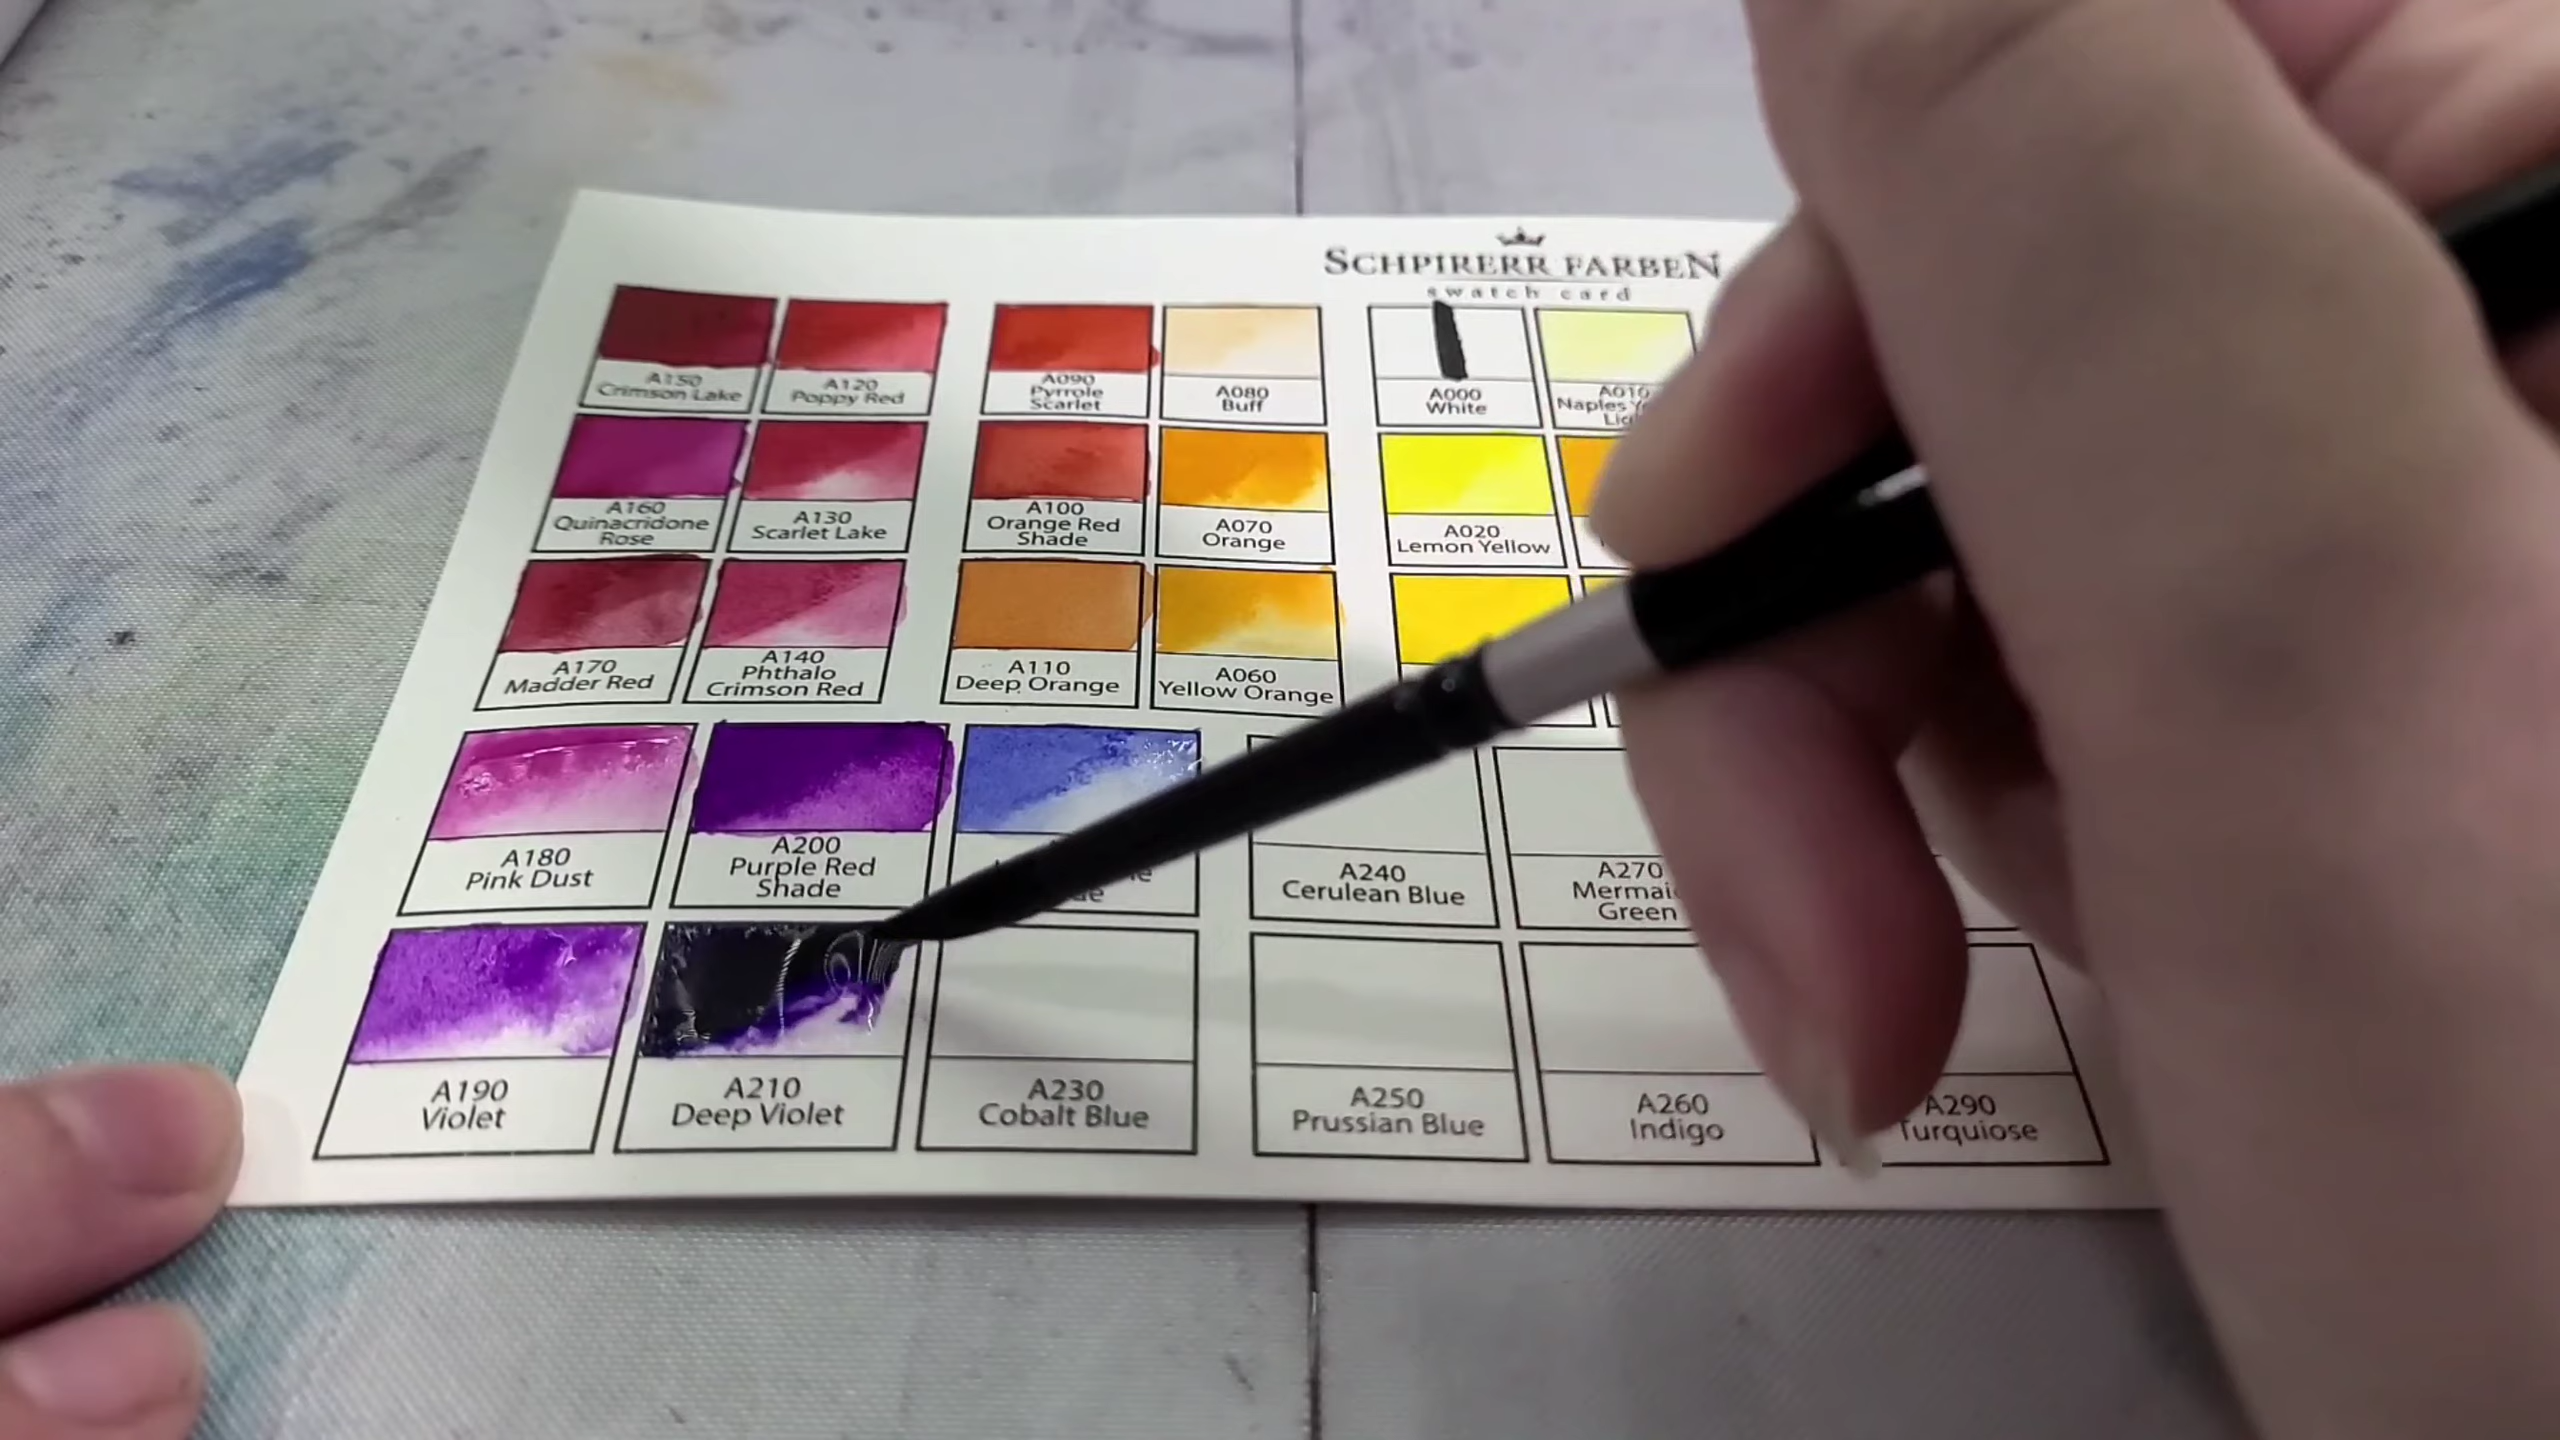 SCHPIRERR FARBEN
swatch card
A150
Crimson Lake
A120
Poppy Red
A090
Pyrrole
Scarlet
A080
Buff
A000
White
A010
Naples
A160
Quinacridone
Rose
A130
Scarlet Lake
A100
Orange Red
Shade
A070
Orange
A020
Lemon Yellow
A170
Madder Red
A140
Phthalo
Crimson Red
A110
Deep Orange
A060
Yellow Orange
A180
Pink Dust
A200
Purple Red
Shade
A240
Cerulean Blue
A270
Green
A190
Violet
A210
Deep Violet
A230
Cobalt Blue
A250
Prussian Blue
A260
Indigo
A290
Turquiose